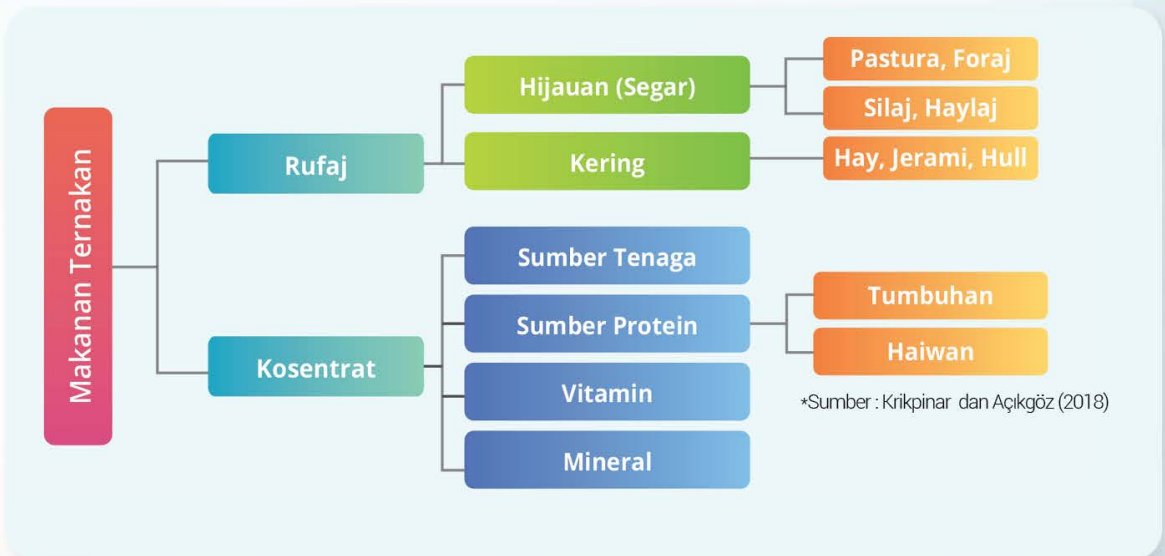 Makanan Ternakan
Rufaj
Hijauan (Segar)
Pastura, Foraj
Silaj, Haylaj
Kering
Hay, Jerami, Hull
Kosentrat
Sumber Tenaga
Sumber Protein
Tumbuhan
Haiwan
Vitamin
Mineral
*Sumber : Krikpinar dan Açıkgöz (2018)